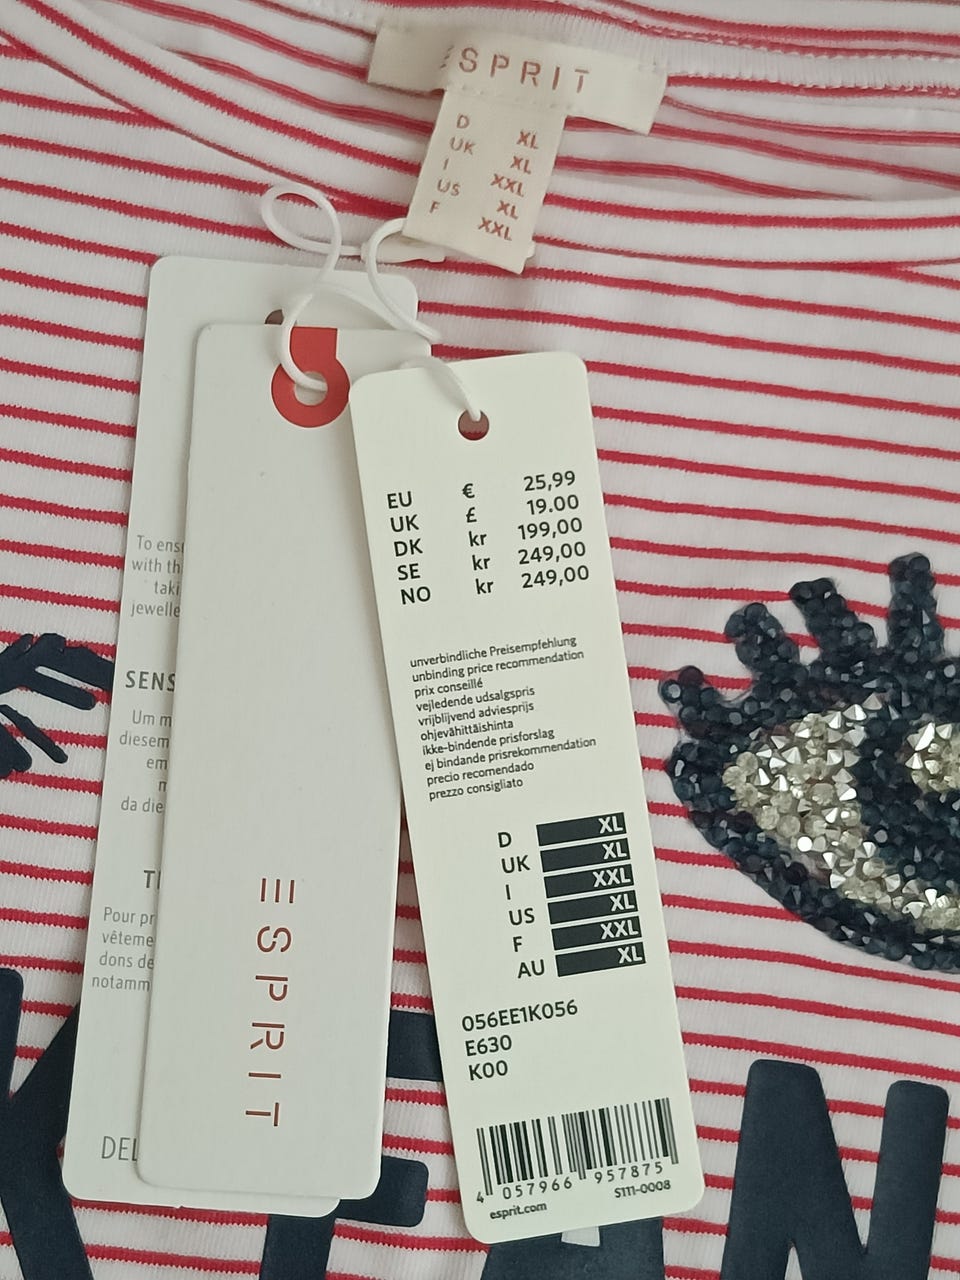 ESPRIT
D XL
UK XL
I XXL
US XL
F XXL
To ens
with th
taki
jewelle
SENS
Um m
diesem
em
da die
Pour pr
vêteme
dons de
notamm
DEL
ESPRIT
EU € 25,99
UK £ 19.00
DK kr 199,00
SE kr 249,00
NO kr 249,00
unverbindliche Preisempfehlung
unbinding price recommendation
prix conseillé
vejledende udsalgspris
vrijblijvend adviesprijs
ohjevähittäishinta
ikke-bindende prisforslag
ej bindande prisrekommendation
precio recomendado
prezzo consigliato
D XL
UK XL
I XXL
US XL
F XXL
AU XL
056EE1K056
E630
K00
4 057966 957875
esprit.com S111-0008